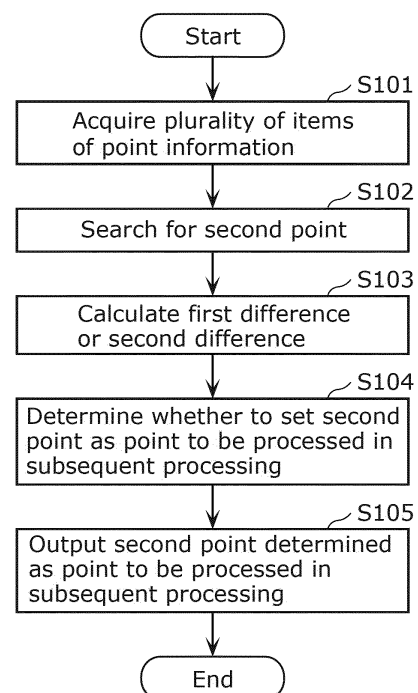 Start
S101
Acquire plurality of items
of point information
S102
Search for second point
S103
Calculate first difference
or second difference
S104
Determine whether to set second
point as point to be processed in
subsequent processing
S105
Output second point determined
as point to be processed in
subsequent processing
End